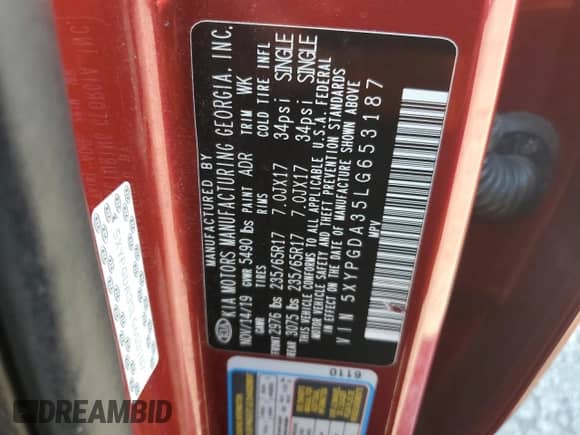 MANUFACTURED BY
KIA MOTORS MANUFACTURING GEORGIA. INC.
NOV/14/19 GVWR 5490 lbs PAINT ADR TRIM WK
GAWR TIRES RIMS COLD TIRE INFL
FRONT 2976 lbs 235/65R17 7.0JX17 34psi SINGLE
REAR 3075 lbs 235/65R17 7.0JX17 34psi SINGLE
THIS VEHICLE CONFORMS TO ALL APPLICABLE U.S.A. FEDERAL
MOTOR VEHICLE SAFETY AND THEFT PREVENTION STANDARDS
IN EFFECT ON THE DATE OF MANUFACTURE SHOWN ABOVE
VIN 5XYPGDA35LG653187
MPV
KIA
6110
DREAMBID